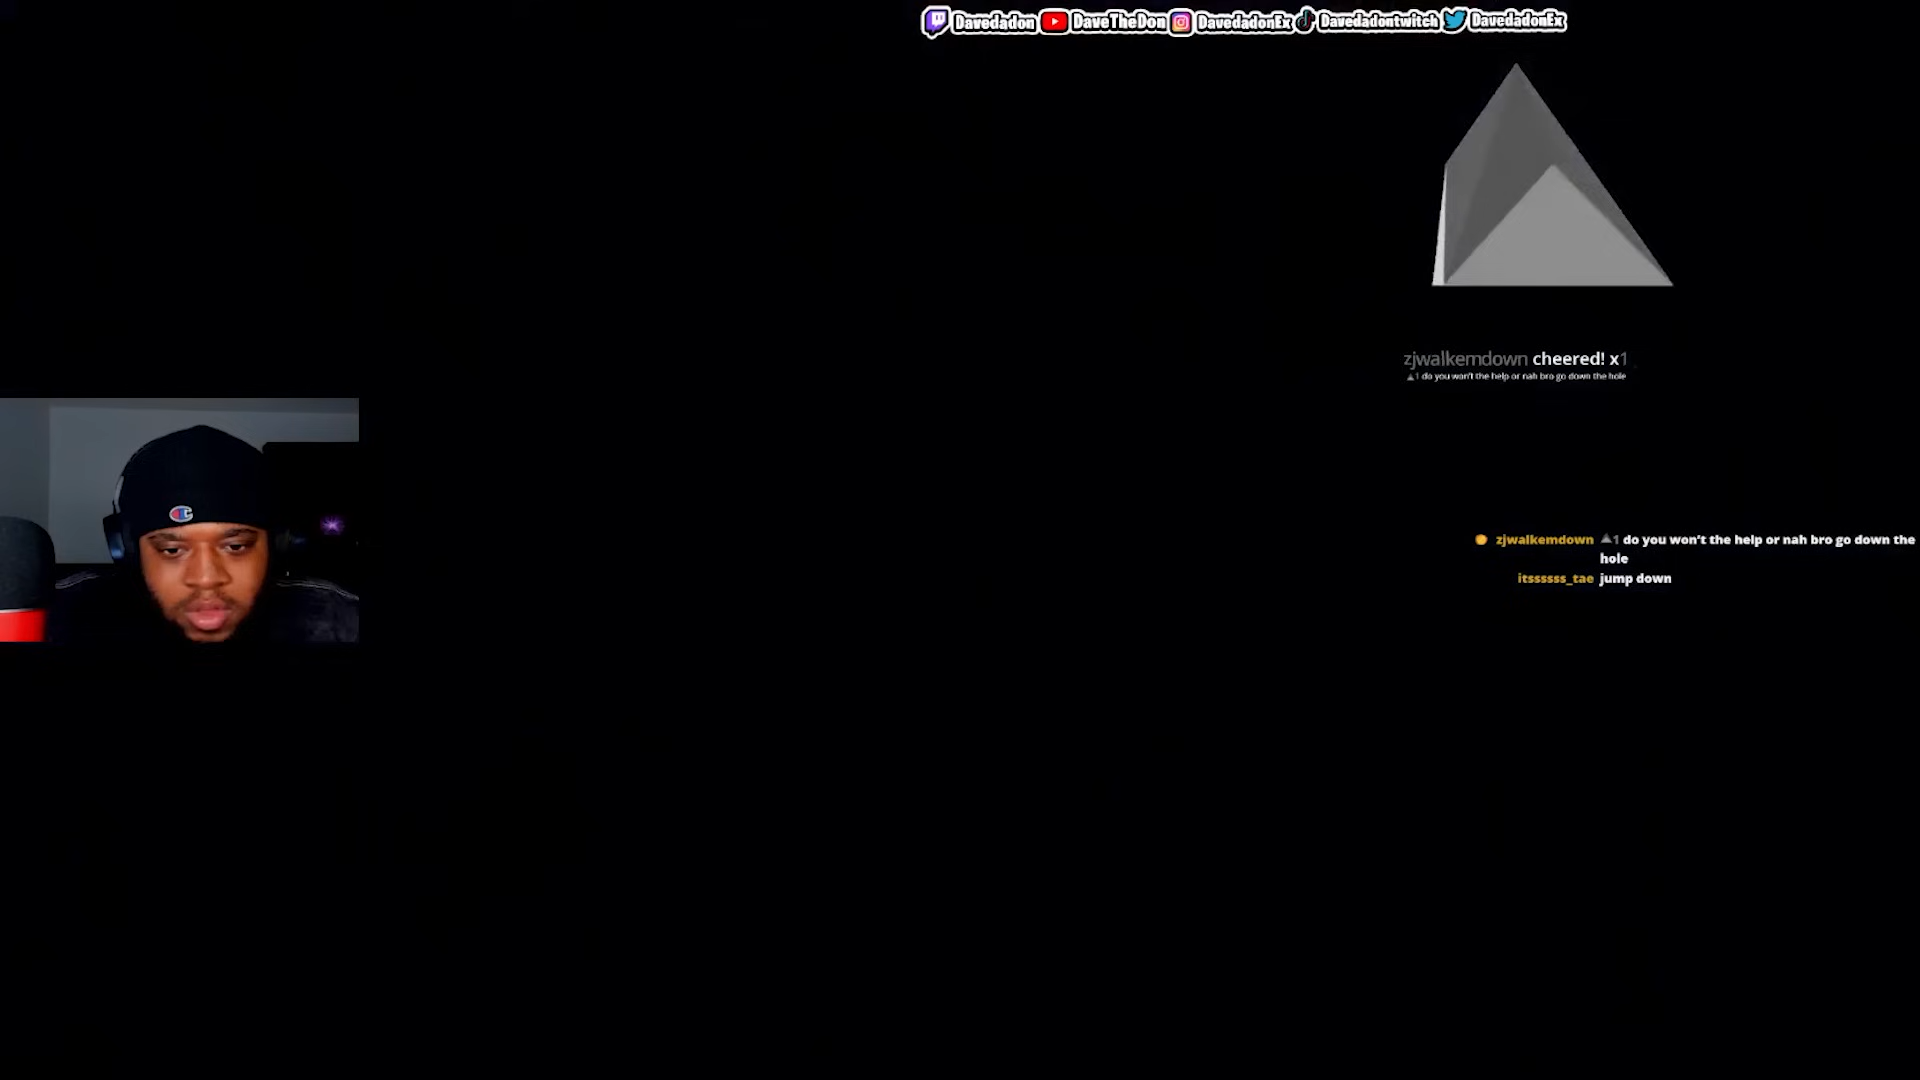 Davedadon DaveTheDon DavedadonEx Davedadontwitch DavedadonEx
zjwalkemdown cheered! x1
1 do you won't the help or nah bro go down the hole
zjwalkemdown 1 do you won't the help or nah bro go down the
hole
itssssss_tae jump down